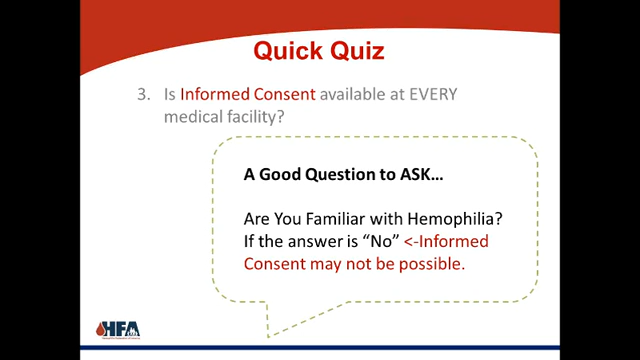 Quick Quiz
3. Is Informed Consent available at EVERY
medical facility?
A Good Question to ASK…
Are You Familiar with Hemophilia?
If the answer is “No” <-Informed
Consent may not be possible.
HFA